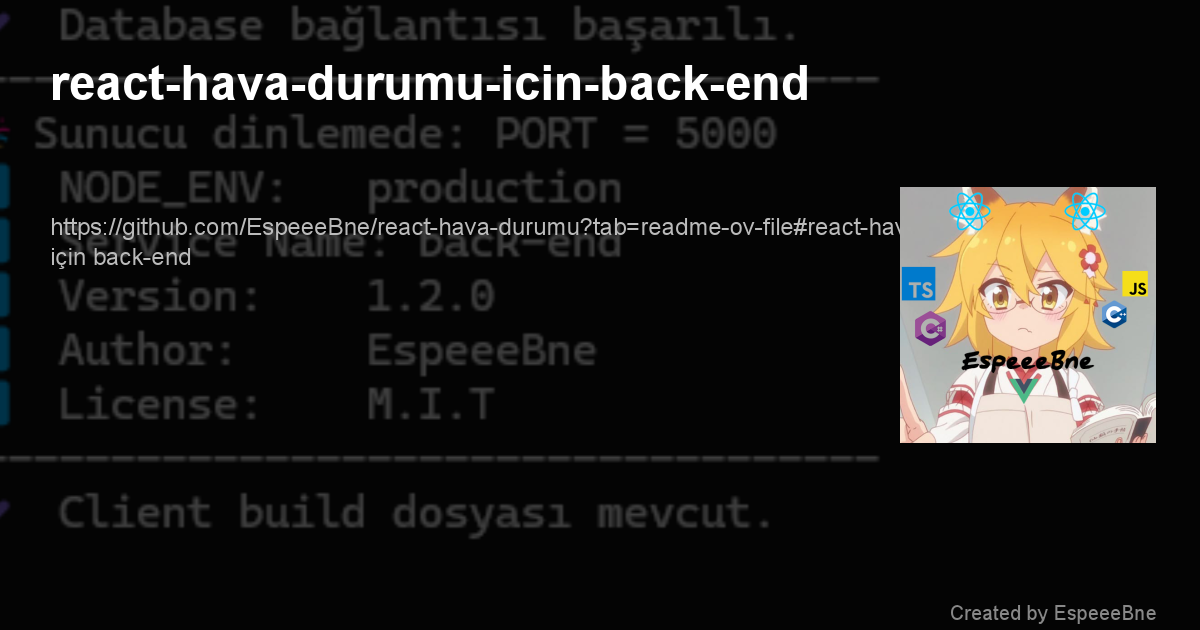 Database bağlantısı başarılı.
react-hava-durumu-icin-back-end
Sunucu dinlemede: PORT = 5000
NODE_ENV: production
https://github.com/EspeeeBne/react-hava-durumu?tab=readme-ov-file#react-hav
Service Name: back-end
için back-end
Version: 1.2.0
Author: EspeeeBne
License: M.I.T
Client build dosyası mevcut.
TS
JS
C#
C++
EspeeeBne
Created by EspeeeBne